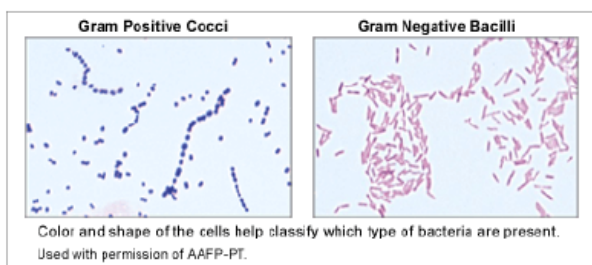 Gram Positive Cocci
Gram Negative Bacilli
Color and shape of the cells help classify which type of bacteria are present.
Used with permission of AAFP-PT.